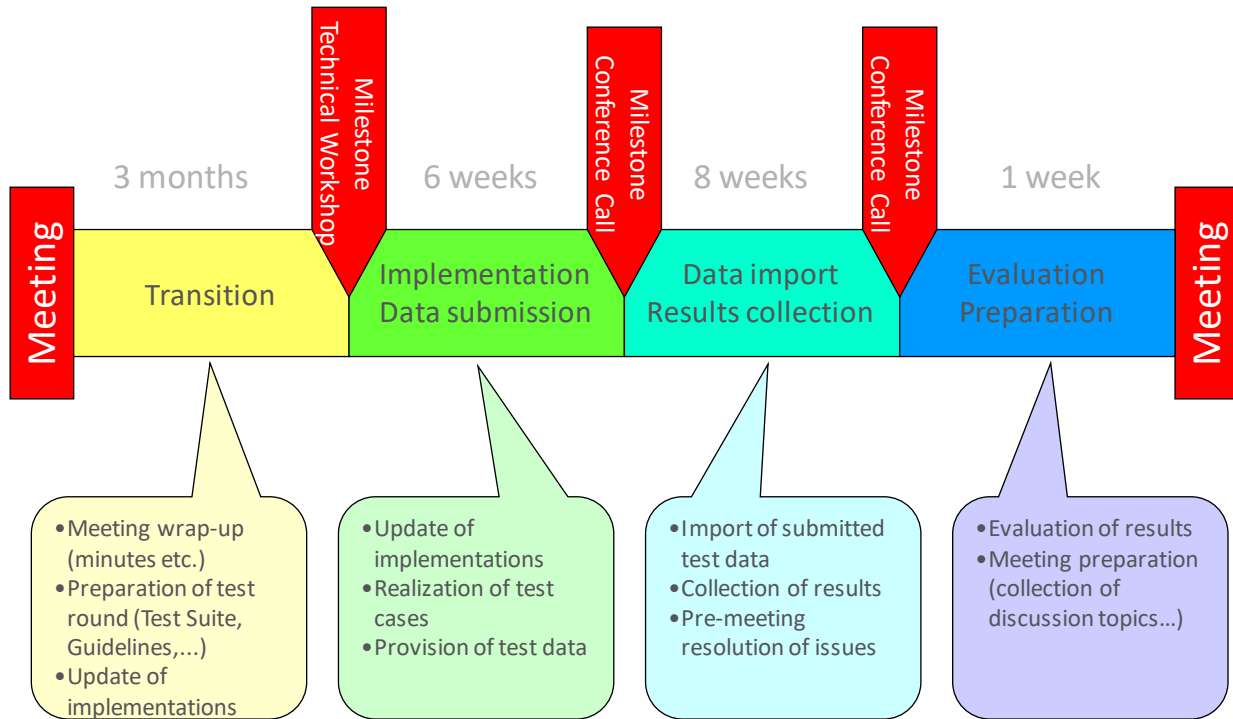 Meeting
3 months
Milestone
Technical Workshop
6 weeks
Milestone
Conference Call
8 weeks
Milestone
Conference Call
1 week
Meeting
Transition
Implementation
Data submission
Data import
Results collection
Evaluation
Preparation
•Meeting wrap-up
(minutes etc.)
•Preparation of test
round (Test Suite,
Guidelines,...)
•Update of
implementations
•Update of
implementations
•Realization of test
cases
•Provision of test data
•Import of submitted
test data
•Collection of results
•Pre-meeting
resolution of issues
•Evaluation of results
•Meeting preparation
(collection of
discussion topics…)